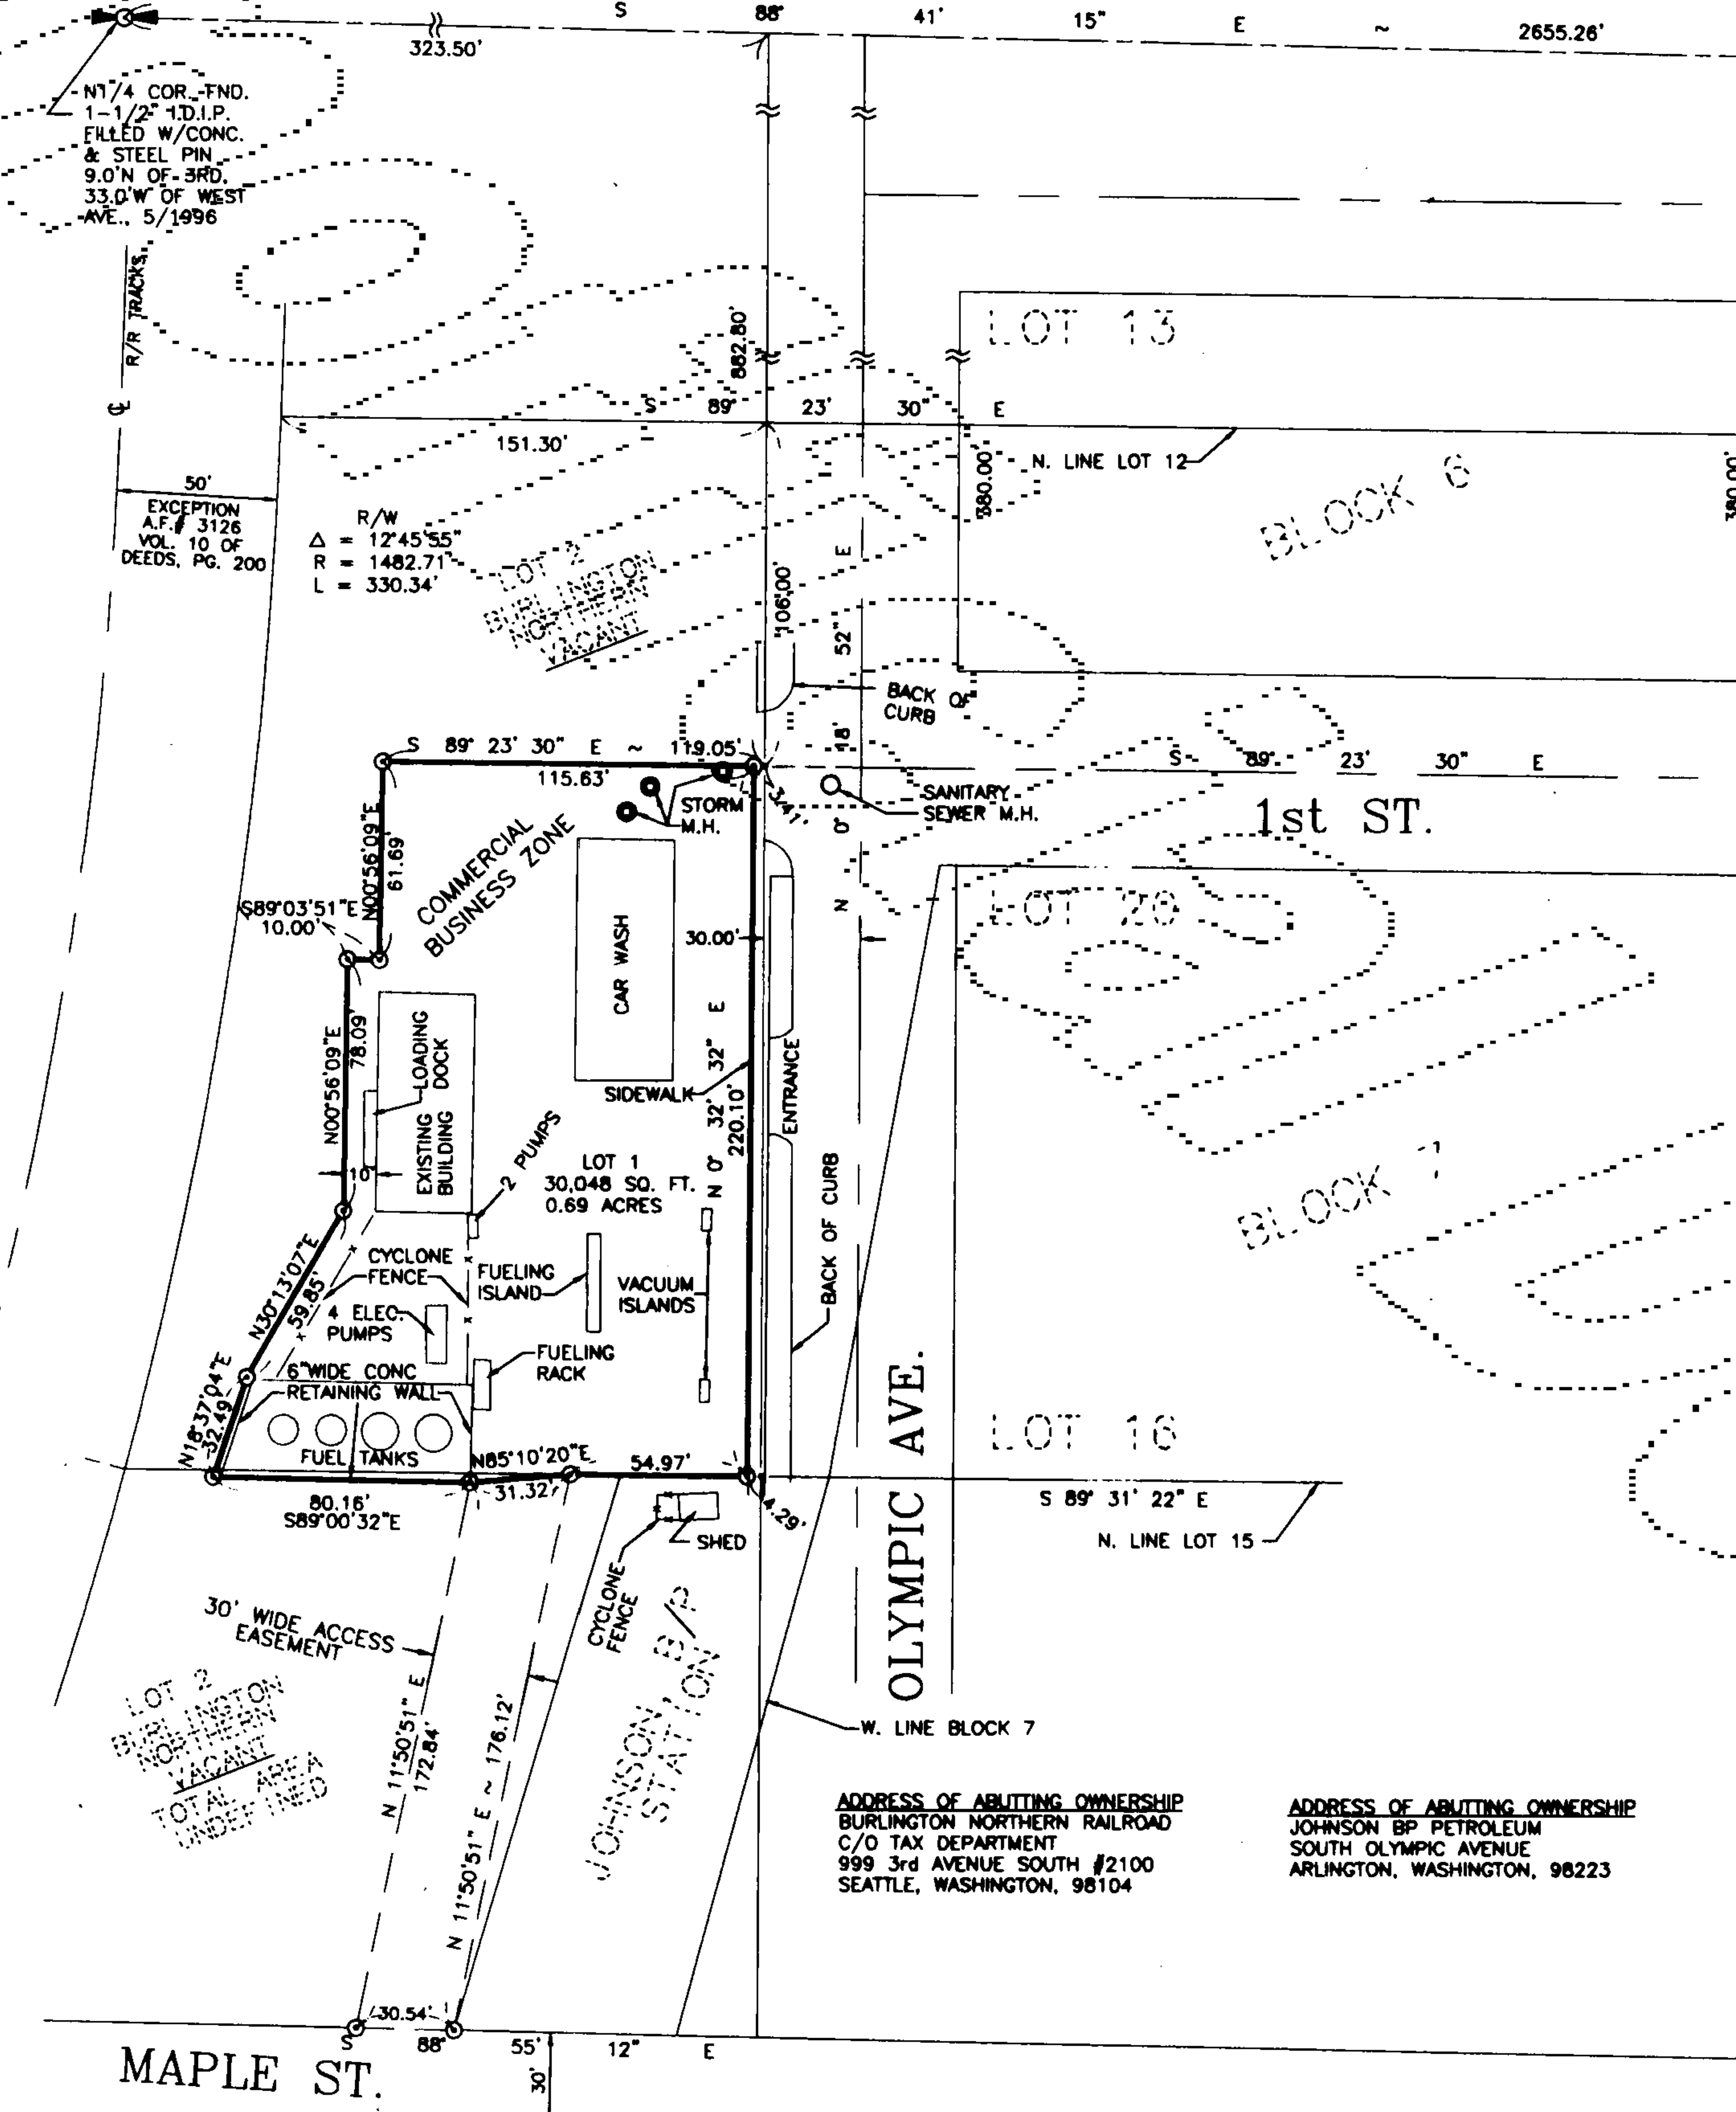 S 88° 41' 15" E ~ 2655.26'
323.50'
N1/4 COR. FND.
1-1/2" I.D.I.P.
FILLED W/CONC.
& STEEL PIN
9.0'N OF 3RD,
33.0'W OF WEST
AVE., 5/1996
R/R TRACKS
℄
882.80'
LOT 13
S 89° 23' 30" E
151.30'
N. LINE LOT 12
380.00'
380.00'
BLOCK 6
50'
EXCEPTION
A.F.# 3126
VOL. 10 OF
DEEDS, PG. 200
R/W
Δ = 12°45'55"
R = 1482.71'
L = 330.34'
LOT 2
BURLINGTON
NORTHERN
VACANT
106.00'
N 0° 18' 52" E
BACK OF
CURB
S 89° 23' 30" E ~ 119.05'
115.63'
3.41'
STORM
M.H.
SANITARY
SEWER M.H.
S 89° 23' 30" E
1st ST.
N00°56'09"E
61.69'
COMMERCIAL
BUSINESS ZONE
S89°03'51"E
10.00'
CAR WASH
30.00'
LOT 20
N00°56'09"E
78.09'
LOADING
DOCK
EXISTING
BUILDING
10'
SIDEWALK
N 0° 32' 32" E
220.10'
ENTRANCE
2 PUMPS
LOT 1
30,048 SQ. FT.
0.69 ACRES
BACK OF CURB
BLOCK 7
N30°13'07"E
59.85'
CYCLONE
FENCE
FUELING
ISLAND
VACUUM
ISLANDS
4 ELEC.
PUMPS
FUELING
RACK
6"WIDE CONC
RETAINING WALL
N18°37'04"E
32.49'
FUEL TANKS
N85°10'20"E
31.32'
54.97'
4.29'
80.16'
S89°00'32"E
LOT 16
S 89° 31' 22" E
N. LINE LOT 15
SHED
CYCLONE
FENCE
OLYMPIC AVE.
30' WIDE ACCESS
EASEMENT
LOT 2
BURLINGTON
NORTHERN
VACANT
TOTAL AREA
UNDEFINED
N 11°50'51" E
172.84'
N 11°50'51" E ~ 176.12'
JOHNSON B/P
STATION
W. LINE BLOCK 7
ADDRESS OF ABUTTING OWNERSHIP
BURLINGTON NORTHERN RAILROAD
C/O TAX DEPARTMENT
999 3rd AVENUE SOUTH #2100
SEATTLE, WASHINGTON, 98104
ADDRESS OF ABUTTING OWNERSHIP
JOHNSON BP PETROLEUM
SOUTH OLYMPIC AVENUE
ARLINGTON, WASHINGTON, 98223
30.54'
S 88° 55' 12" E
30'
MAPLE ST.